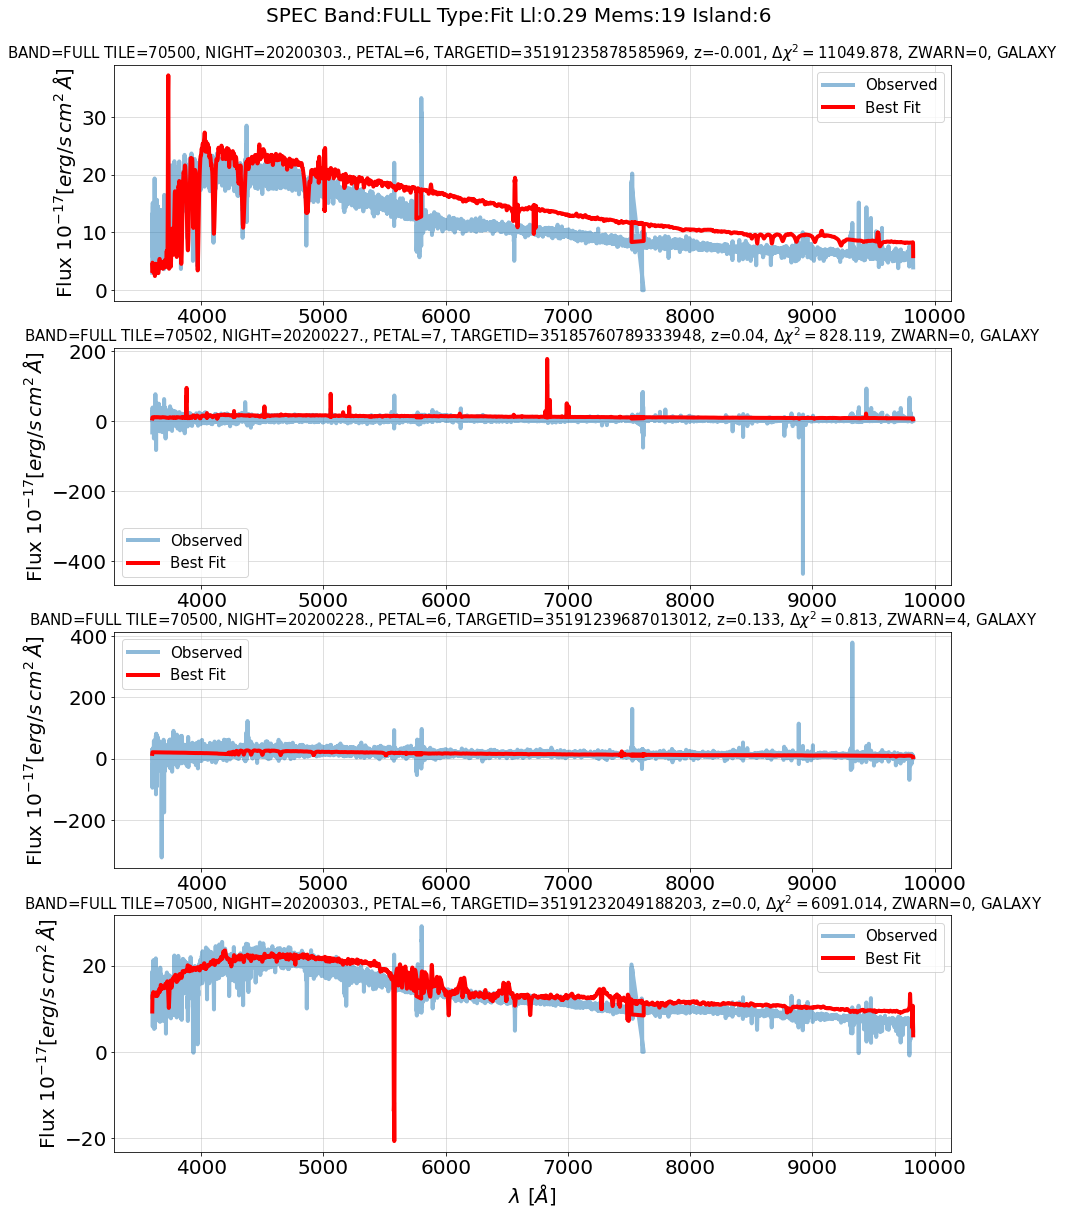 SPEC Band:FULL Type:Fit Ll:0.29 Mems:19 Island:6
BAND=FULL TILE=70500, NIGHT=20200303., PETAL=6, TARGETID=35191235878585969, z=-0.001, Δχ² = 11049.878, ZWARN=0, GALAXY
Flux 10⁻¹⁷[erg/s cm² Å]
30
20
10
0
Observed
Best Fit
4000 5000 6000 7000 8000 9000 10000
BAND=FULL TILE=70502, NIGHT=20200227., PETAL=7, TARGETID=35185760789333948, z=0.04, Δχ² = 828.119, ZWARN=0, GALAXY
Flux 10⁻¹⁷[erg/s cm² Å]
200
0
−200
−400
Observed
Best Fit
4000 5000 6000 7000 8000 9000 10000
BAND=FULL TILE=70500, NIGHT=20200228., PETAL=6, TARGETID=35191239687013012, z=0.133, Δχ² = 0.813, ZWARN=4, GALAXY
Flux 10⁻¹⁷[erg/s cm² Å]
400
200
0
−200
Observed
Best Fit
4000 5000 6000 7000 8000 9000 10000
BAND=FULL TILE=70500, NIGHT=20200303., PETAL=6, TARGETID=35191232049188203, z=0.0, Δχ² = 6091.014, ZWARN=0, GALAXY
Flux 10⁻¹⁷[erg/s cm² Å]
20
0
−20
Observed
Best Fit
4000 5000 6000 7000 8000 9000 10000
λ [Å]